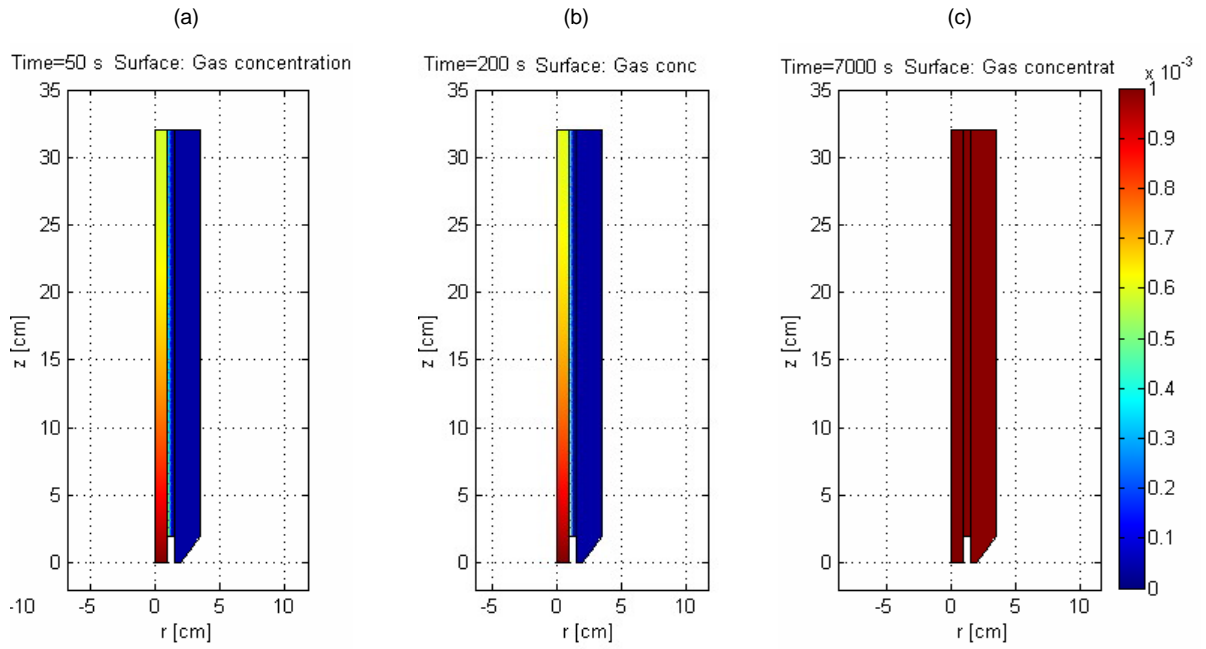 (a) (b) (c)
Time=50 s Surface: Gas concentration Time=200 s Surface: Gas conc Time=7000 s Surface: Gas concentrat x 10^-3
35 35 35 1
30 30 30 0.9
25 25 25 0.8
20 20 20 0.7
15 15 15 0.6
10 10 10 0.5
5 5 5 0.4
0 0 0 0.3
0.2
0.1
0
z [cm] z [cm] z [cm]
-10 -5 0 5 10 -5 0 5 10 -5 0 5 10
r [cm] r [cm] r [cm]